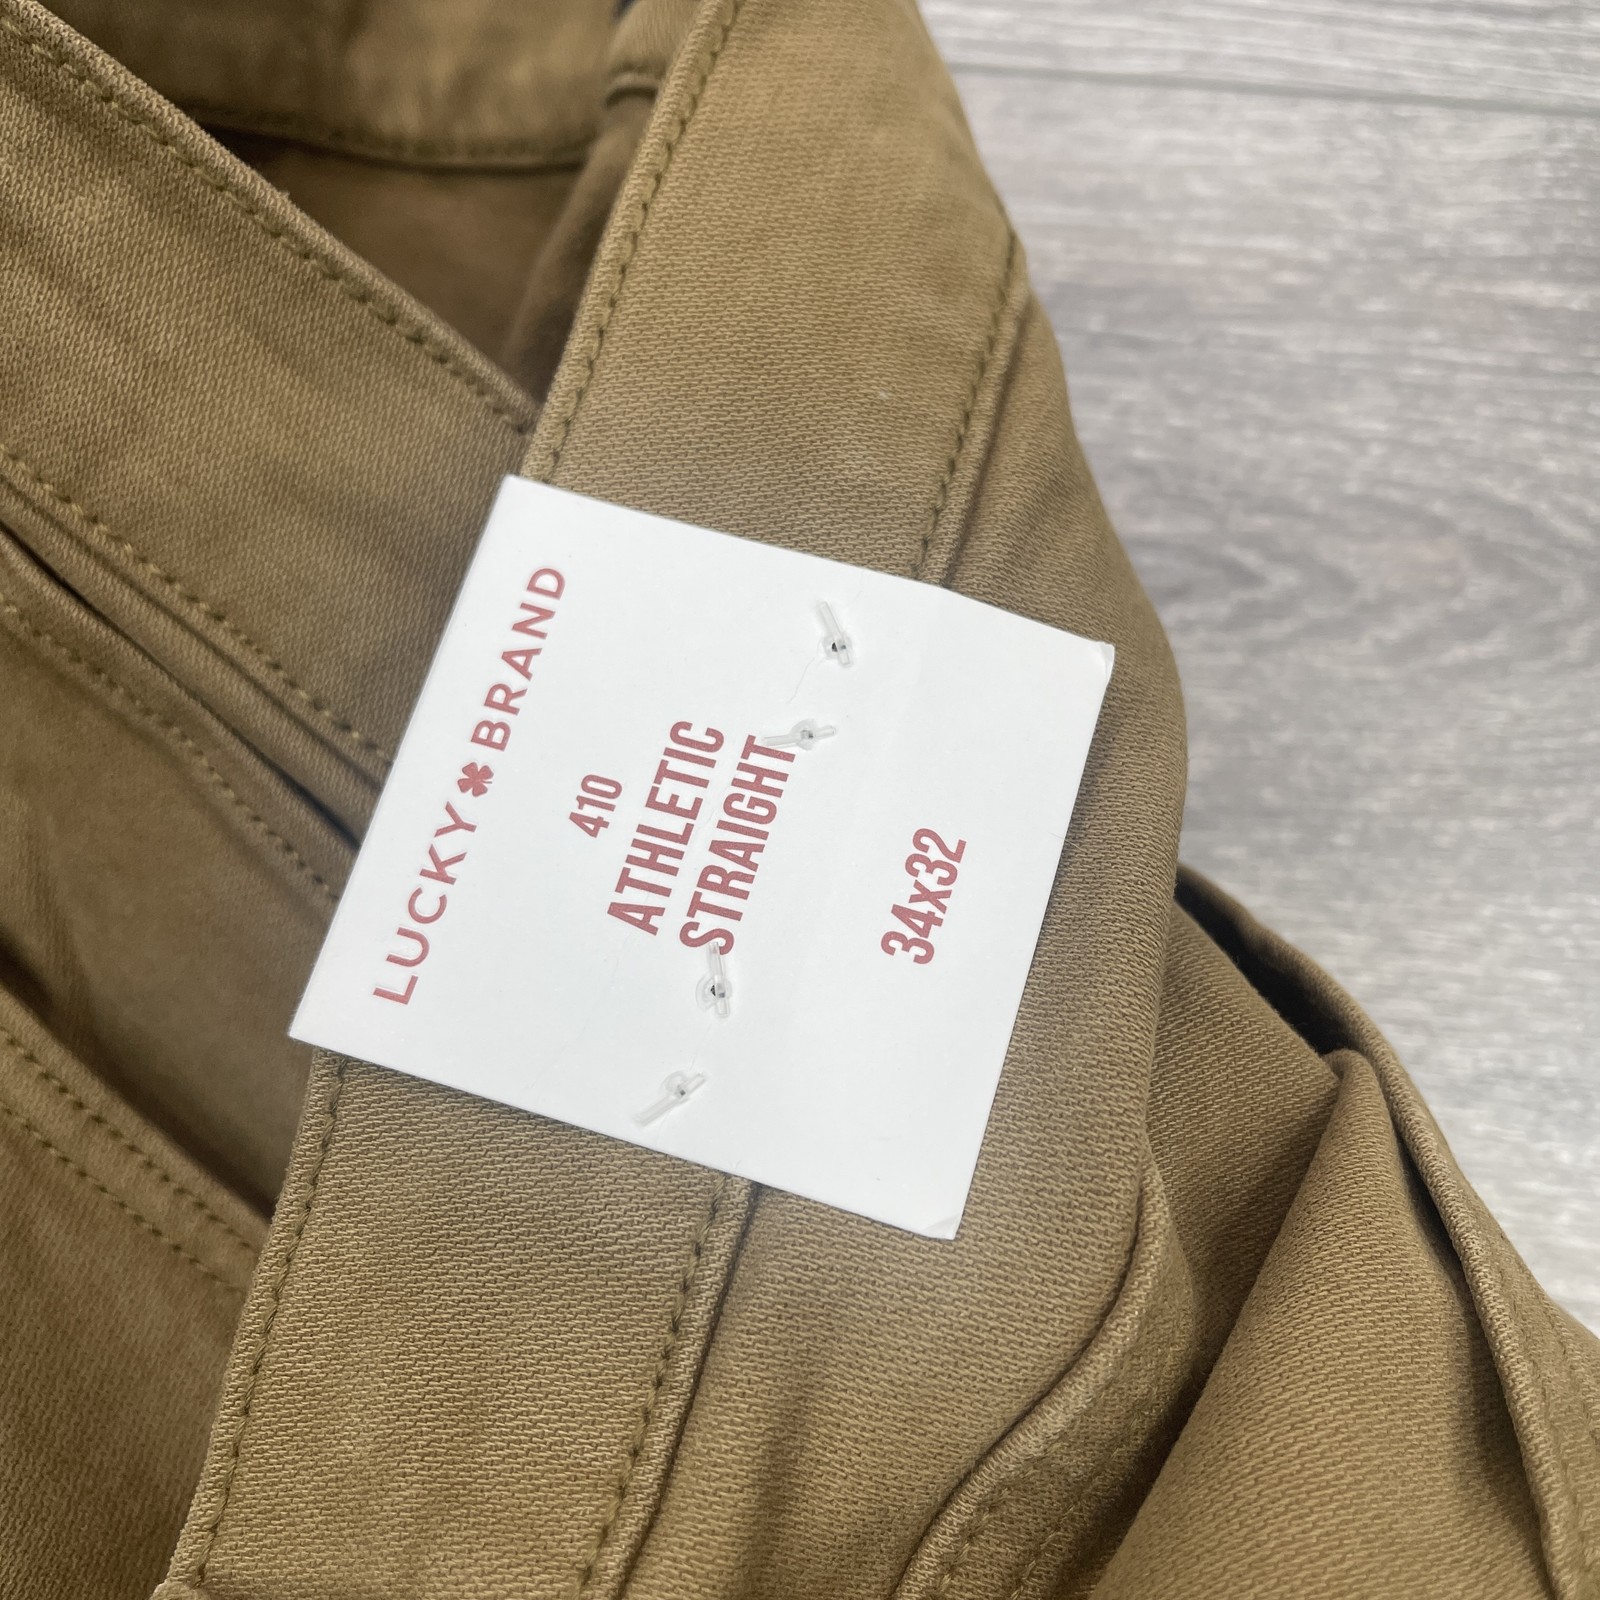 LUCKY BRAND
410
ATHLETIC
STRAIGHT
34x32